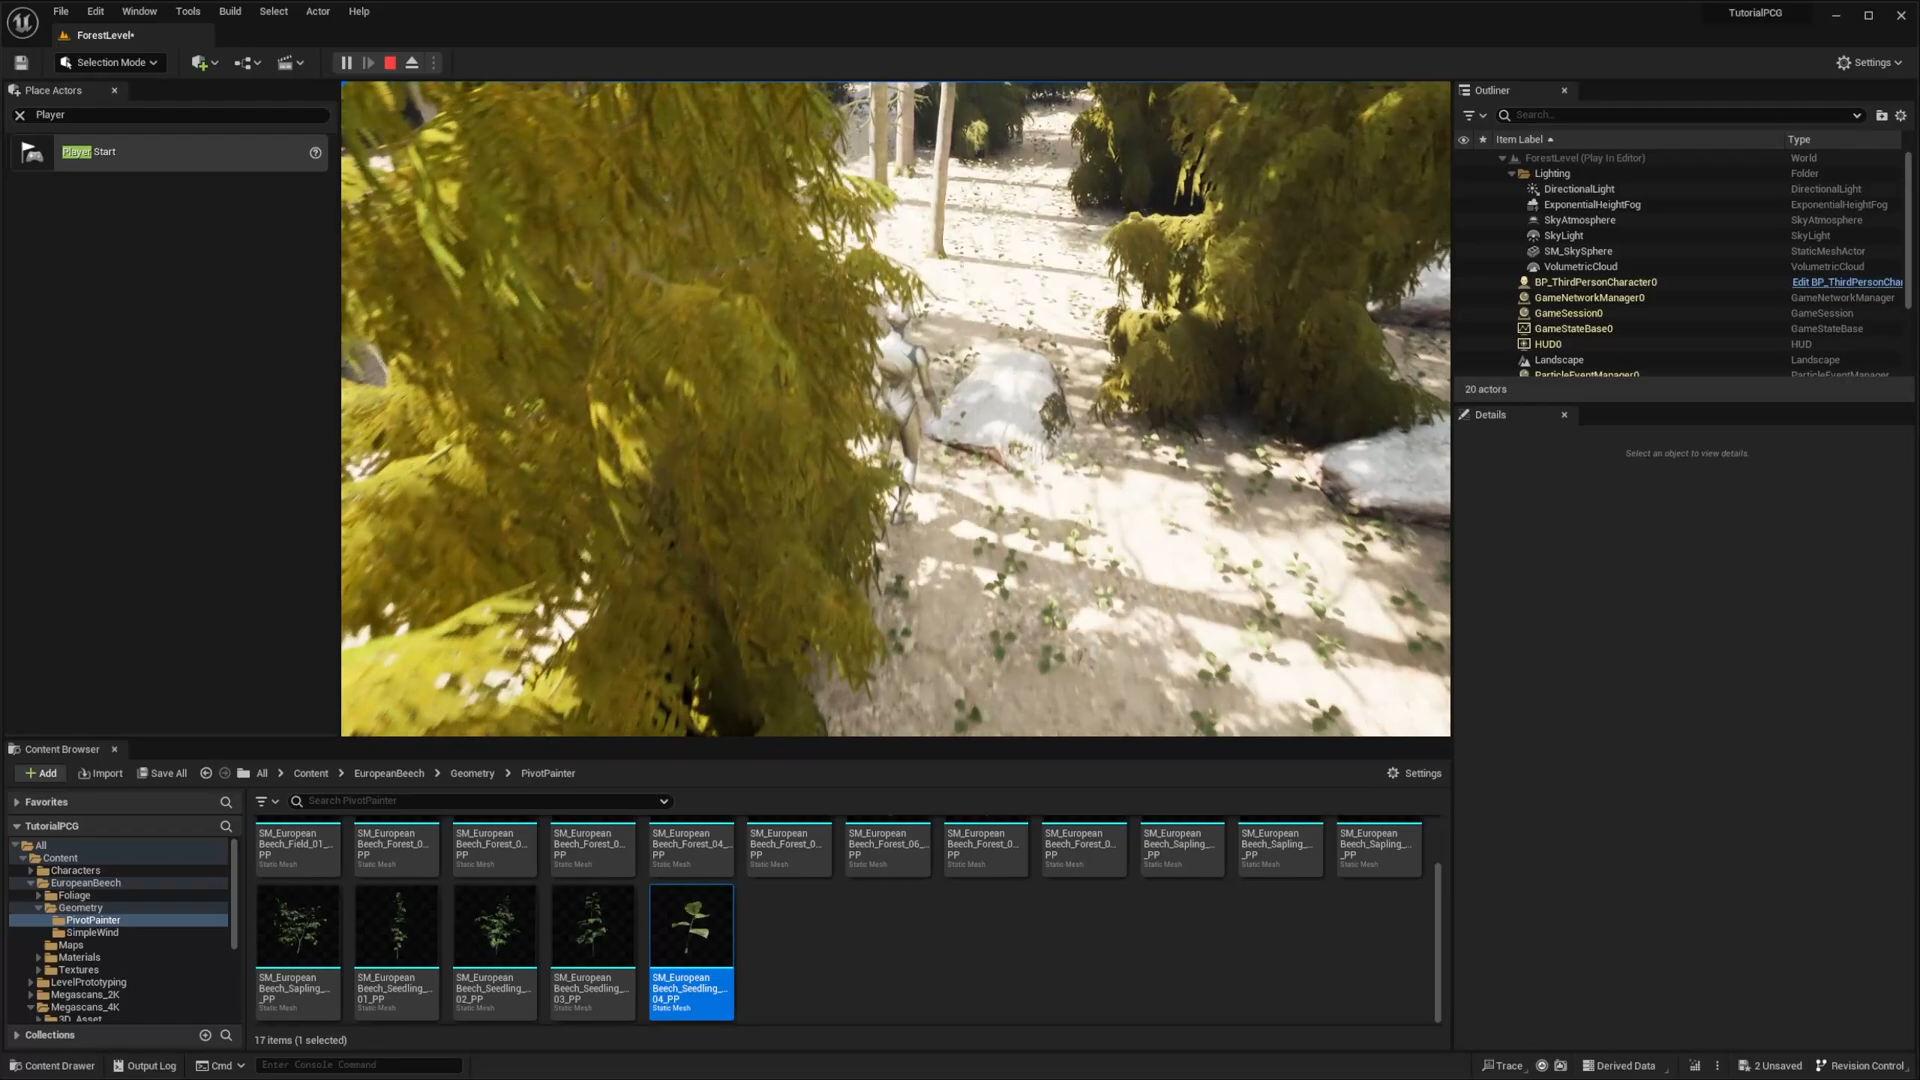 File Edit Window Tools Build Select Actor Help
TutorialPCG
ForestLevel*
Selection Mode
Settings
Place Actors
Player
Player Start
Outliner
Search...
Item Label Type
ForestLevel (Play In Editor) World
Lighting Folder
DirectionalLight DirectionalLight
ExponentialHeightFog ExponentialHeightFog
SkyAtmosphere SkyAtmosphere
SkyLight SkyLight
SM_SkySphere StaticMeshActor
VolumetricCloud VolumetricCloud
BP_ThirdPersonCharacter0 Edit BP_ThirdPersonChar
GameNetworkManager0 GameNetworkManager
GameSession0 GameSession
GameStateBase0 GameStateBase
HUD0 HUD
Landscape Landscape
ParticleEventManager0 ParticleEventManager
20 actors
Details
Select an object to view details.
Content Browser
Add Import Save All All Content EuropeanBeech Geometry PivotPainter
Settings
Favorites
TutorialPCG
All
Content
Characters
EuropeanBeech
Foliage
Geometry
PivotPainter
SimpleWind
Maps
Materials
Textures
LevelPrototyping
Megascans_2K
Megascans_4K
3D_Asset
Collections
Search PivotPainter
SM_European
Beech_Field_01_...
PP
Static Mesh
SM_European
Beech_Forest_0...
PP
Static Mesh
SM_European
Beech_Forest_0...
PP
Static Mesh
SM_European
Beech_Forest_0...
PP
Static Mesh
SM_European
Beech_Forest_04_...
PP
Static Mesh
SM_European
Beech_Forest_0...
PP
Static Mesh
SM_European
Beech_Forest_06_...
PP
Static Mesh
SM_European
Beech_Forest_0...
PP
Static Mesh
SM_European
Beech_Forest_0...
PP
Static Mesh
SM_European
Beech_Sapling_...
_PP
Static Mesh
SM_European
Beech_Sapling_...
_PP
Static Mesh
SM_European
Beech_Sapling_...
_PP
Static Mesh
SM_European
Beech_Sapling_...
_PP
Static Mesh
SM_European
Beech_Seedling_...
01_PP
Static Mesh
SM_European
Beech_Seedling_...
02_PP
Static Mesh
SM_European
Beech_Seedling_...
03_PP
Static Mesh
SM_European
Beech_Seedling_...
04_PP
Static Mesh
17 items (1 selected)
Content Drawer Output Log Cmd Enter Console Command
Trace Derived Data 2 Unsaved Revision Control